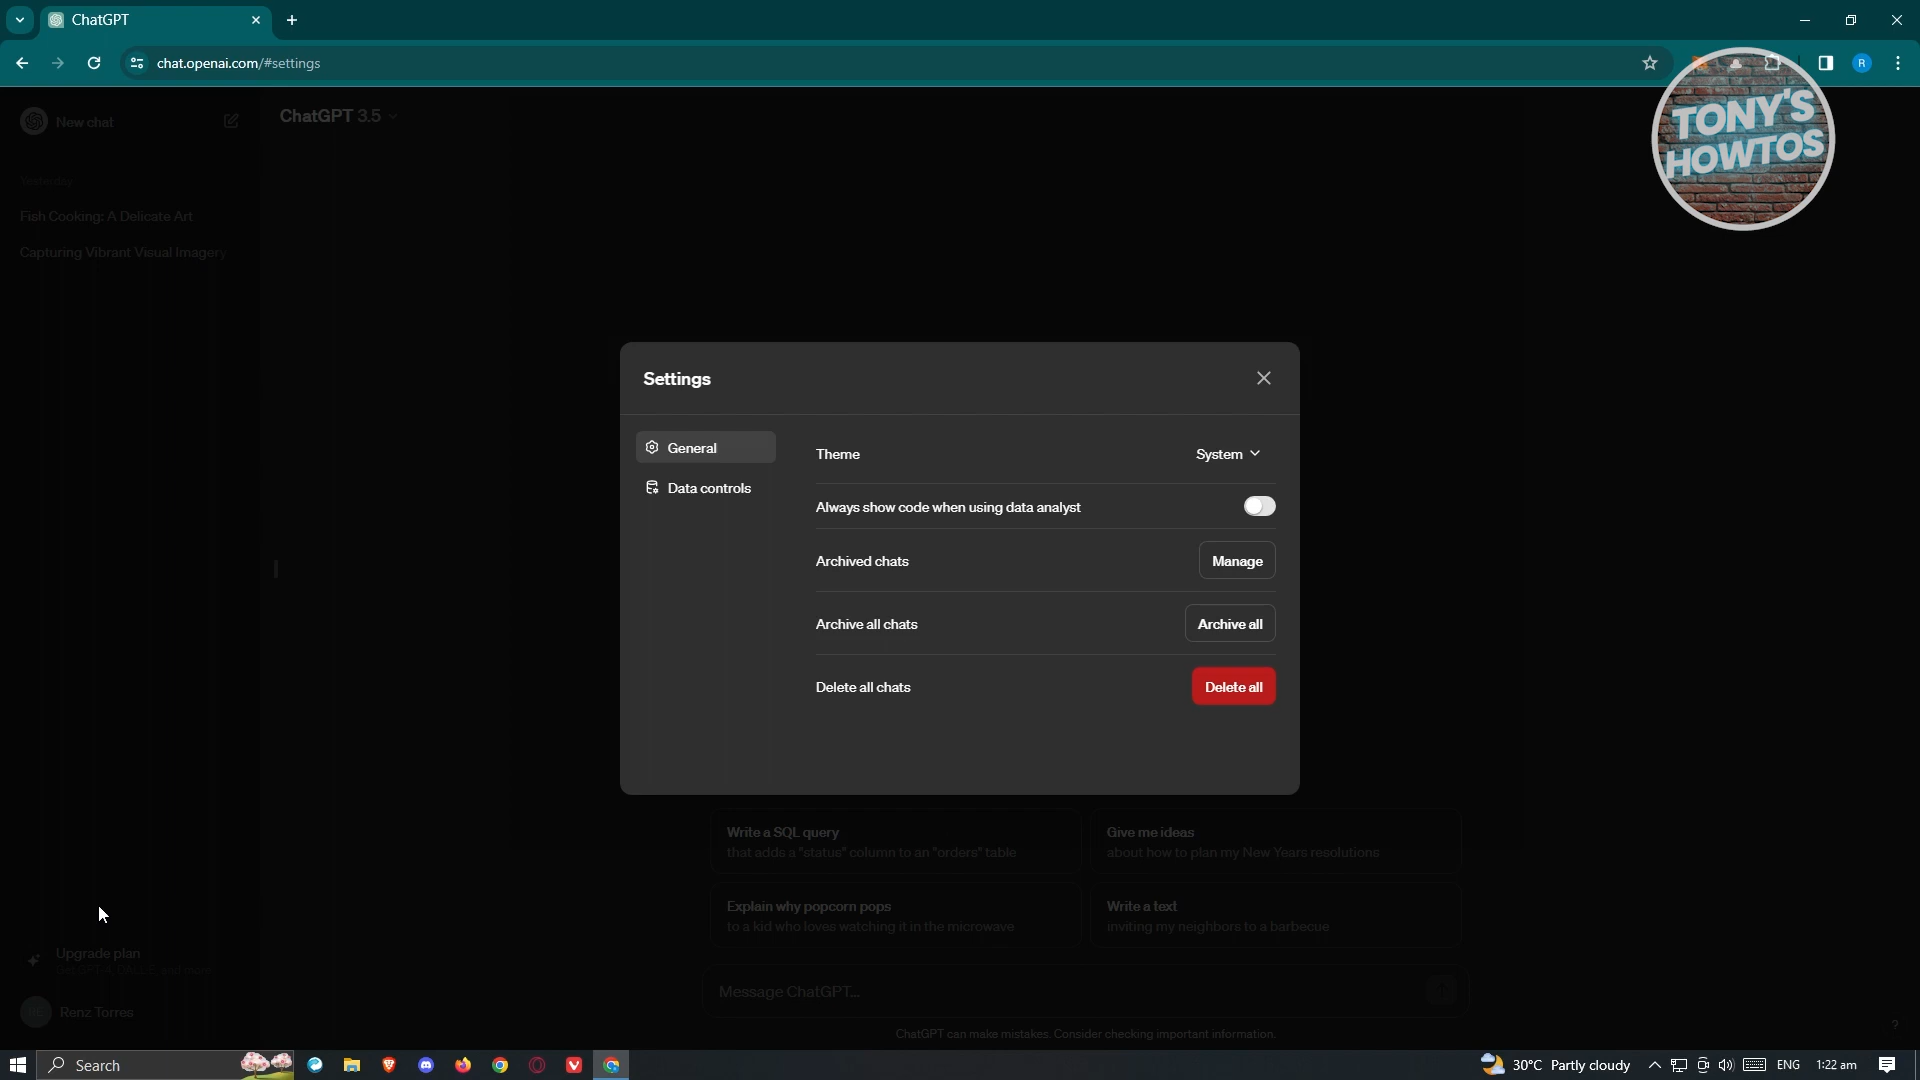 ChatGPT
chat.openai.com/#settings
R
TONY'S
HOWTOS
New chat
ChatGPT 3.5
Yesterday
Fish Cooking: A Delicate Art
Capturing Vibrant Visual Imagery
Settings
General
Data controls
Theme
System
Always show code when using data analyst
Archived chats
Manage
Archive all chats
Archive all
Delete all chats
Delete all
Write a SQL query
that adds a "status" column to an "orders" table
Give me ideas
about how to plan my New Years resolutions
Explain why popcorn pops
to a kid who loves watching it in the microwave
Write a text
inviting my neighbors to a barbecue
Upgrade plan
and more
Renz Torres
Message ChatGPT...
ChatGPT can make mistakes. Consider checking important information.
?
Search
30°C Partly cloudy
ENG
1:22 am